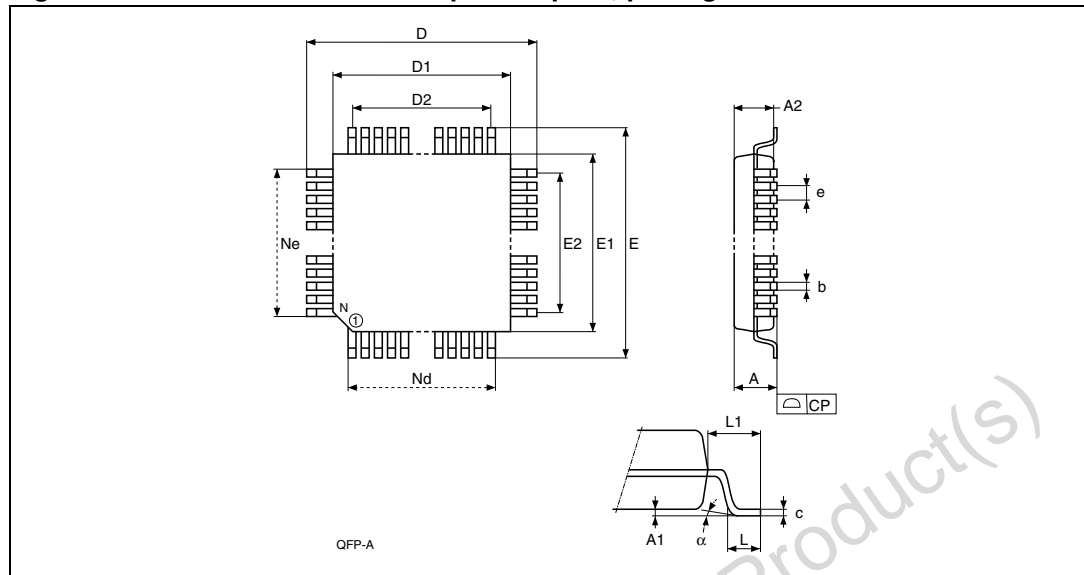 D
D1
D2
A2
e
Ne
E2
E1
E
b
N
1
Nd
A
CP
L1
c
A1
α
L
QFP-A
Product(s)